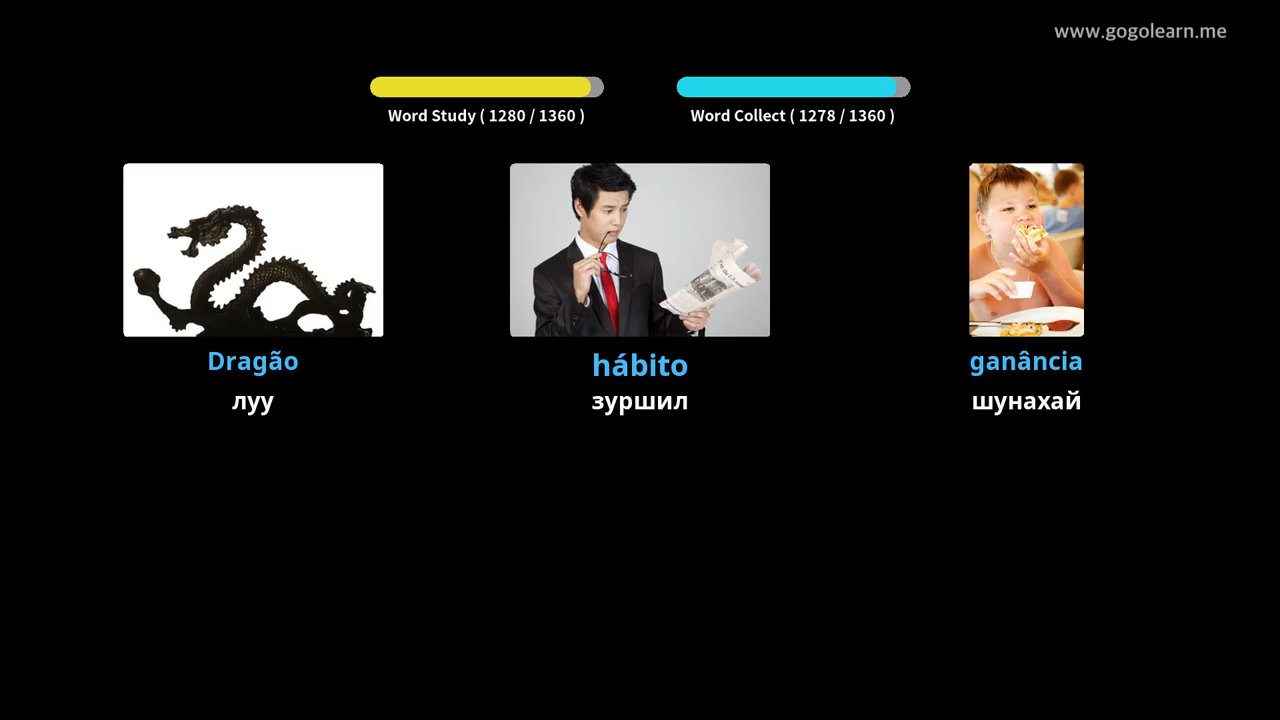 www.gogolearn.me
Word Study ( 1280 / 1360 )
Word Collect ( 1278 / 1360 )
Dragão
hábito
ganância
луу
зуршил
шунахай